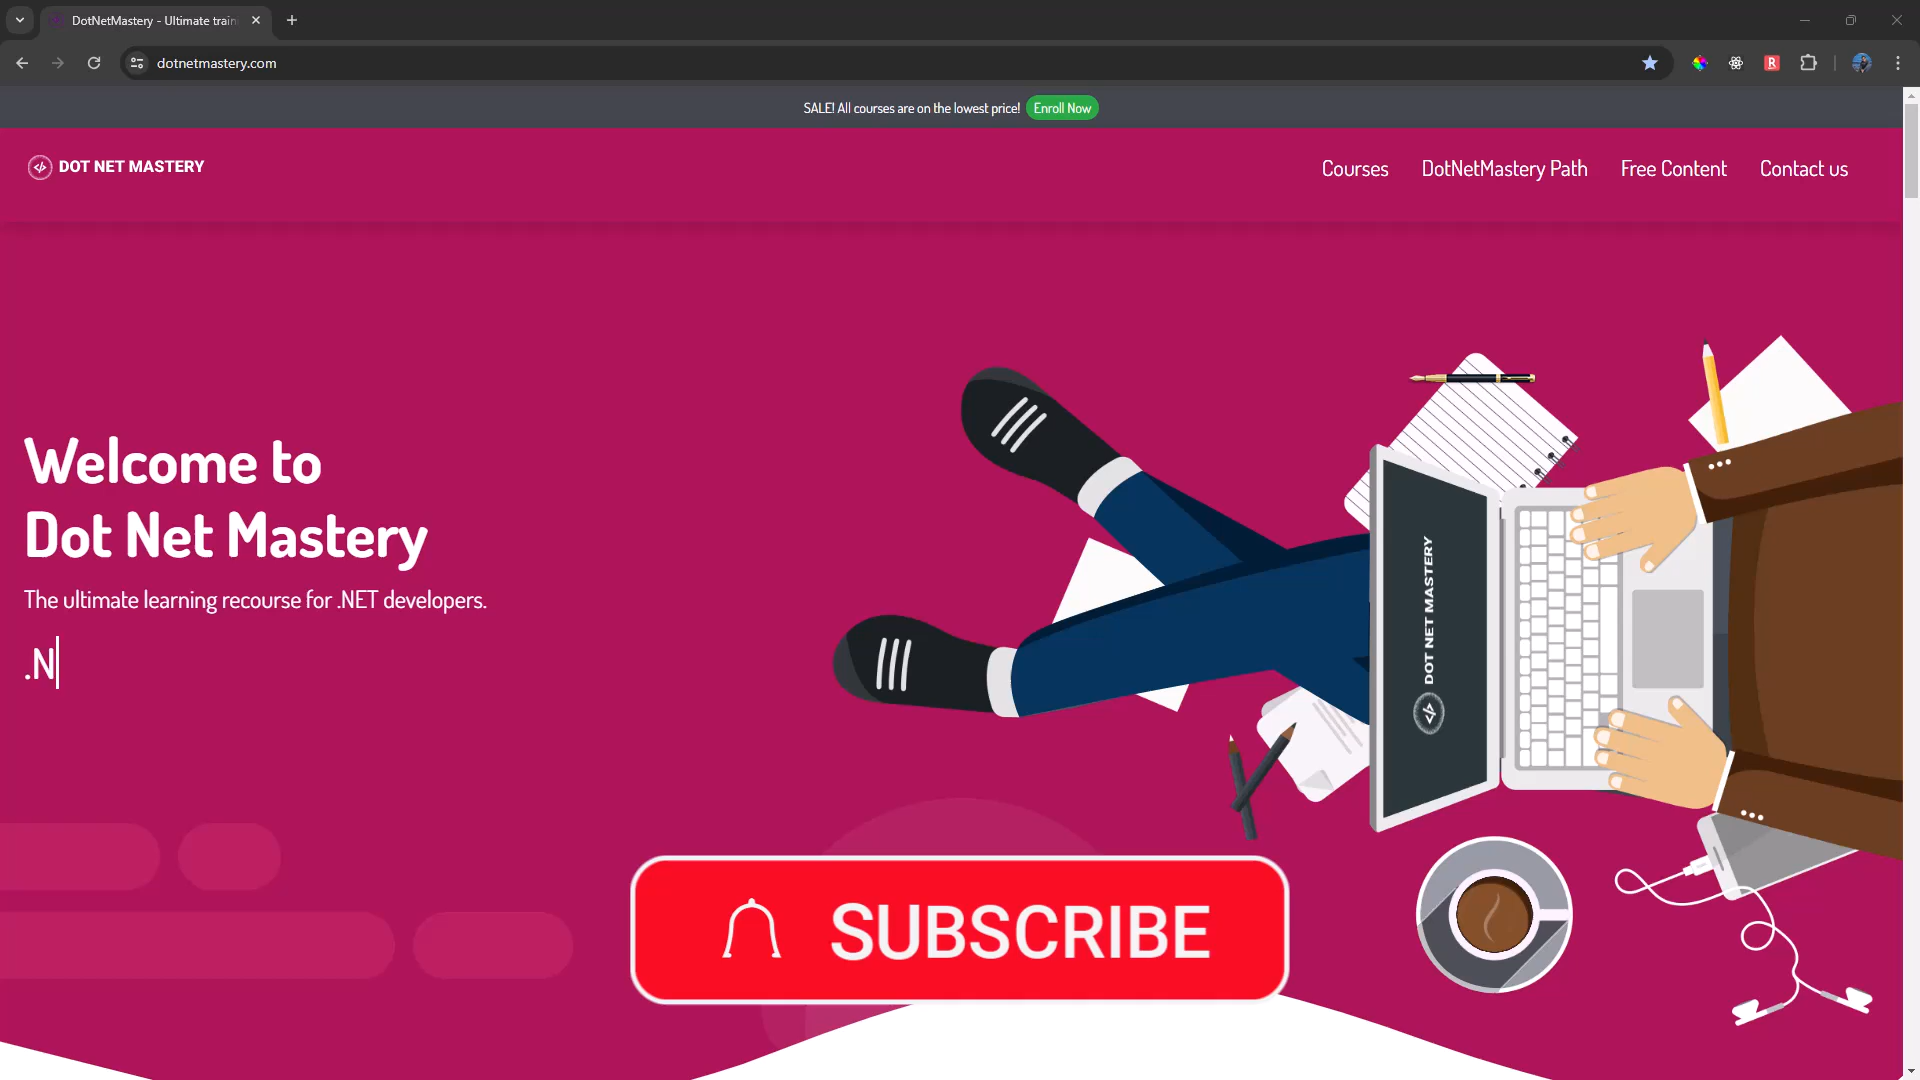 DotNetMastery - Ultimate train
dotnetmastery.com
R
SALE! All courses are on the lowest price! Enroll Now
DOT NET MASTERY
Courses DotNetMastery Path Free Content Contact us
Welcome to
Dot Net Mastery
The ultimate learning recourse for .NET developers.
.N
DOT NET MASTERY
SUBSCRIBE